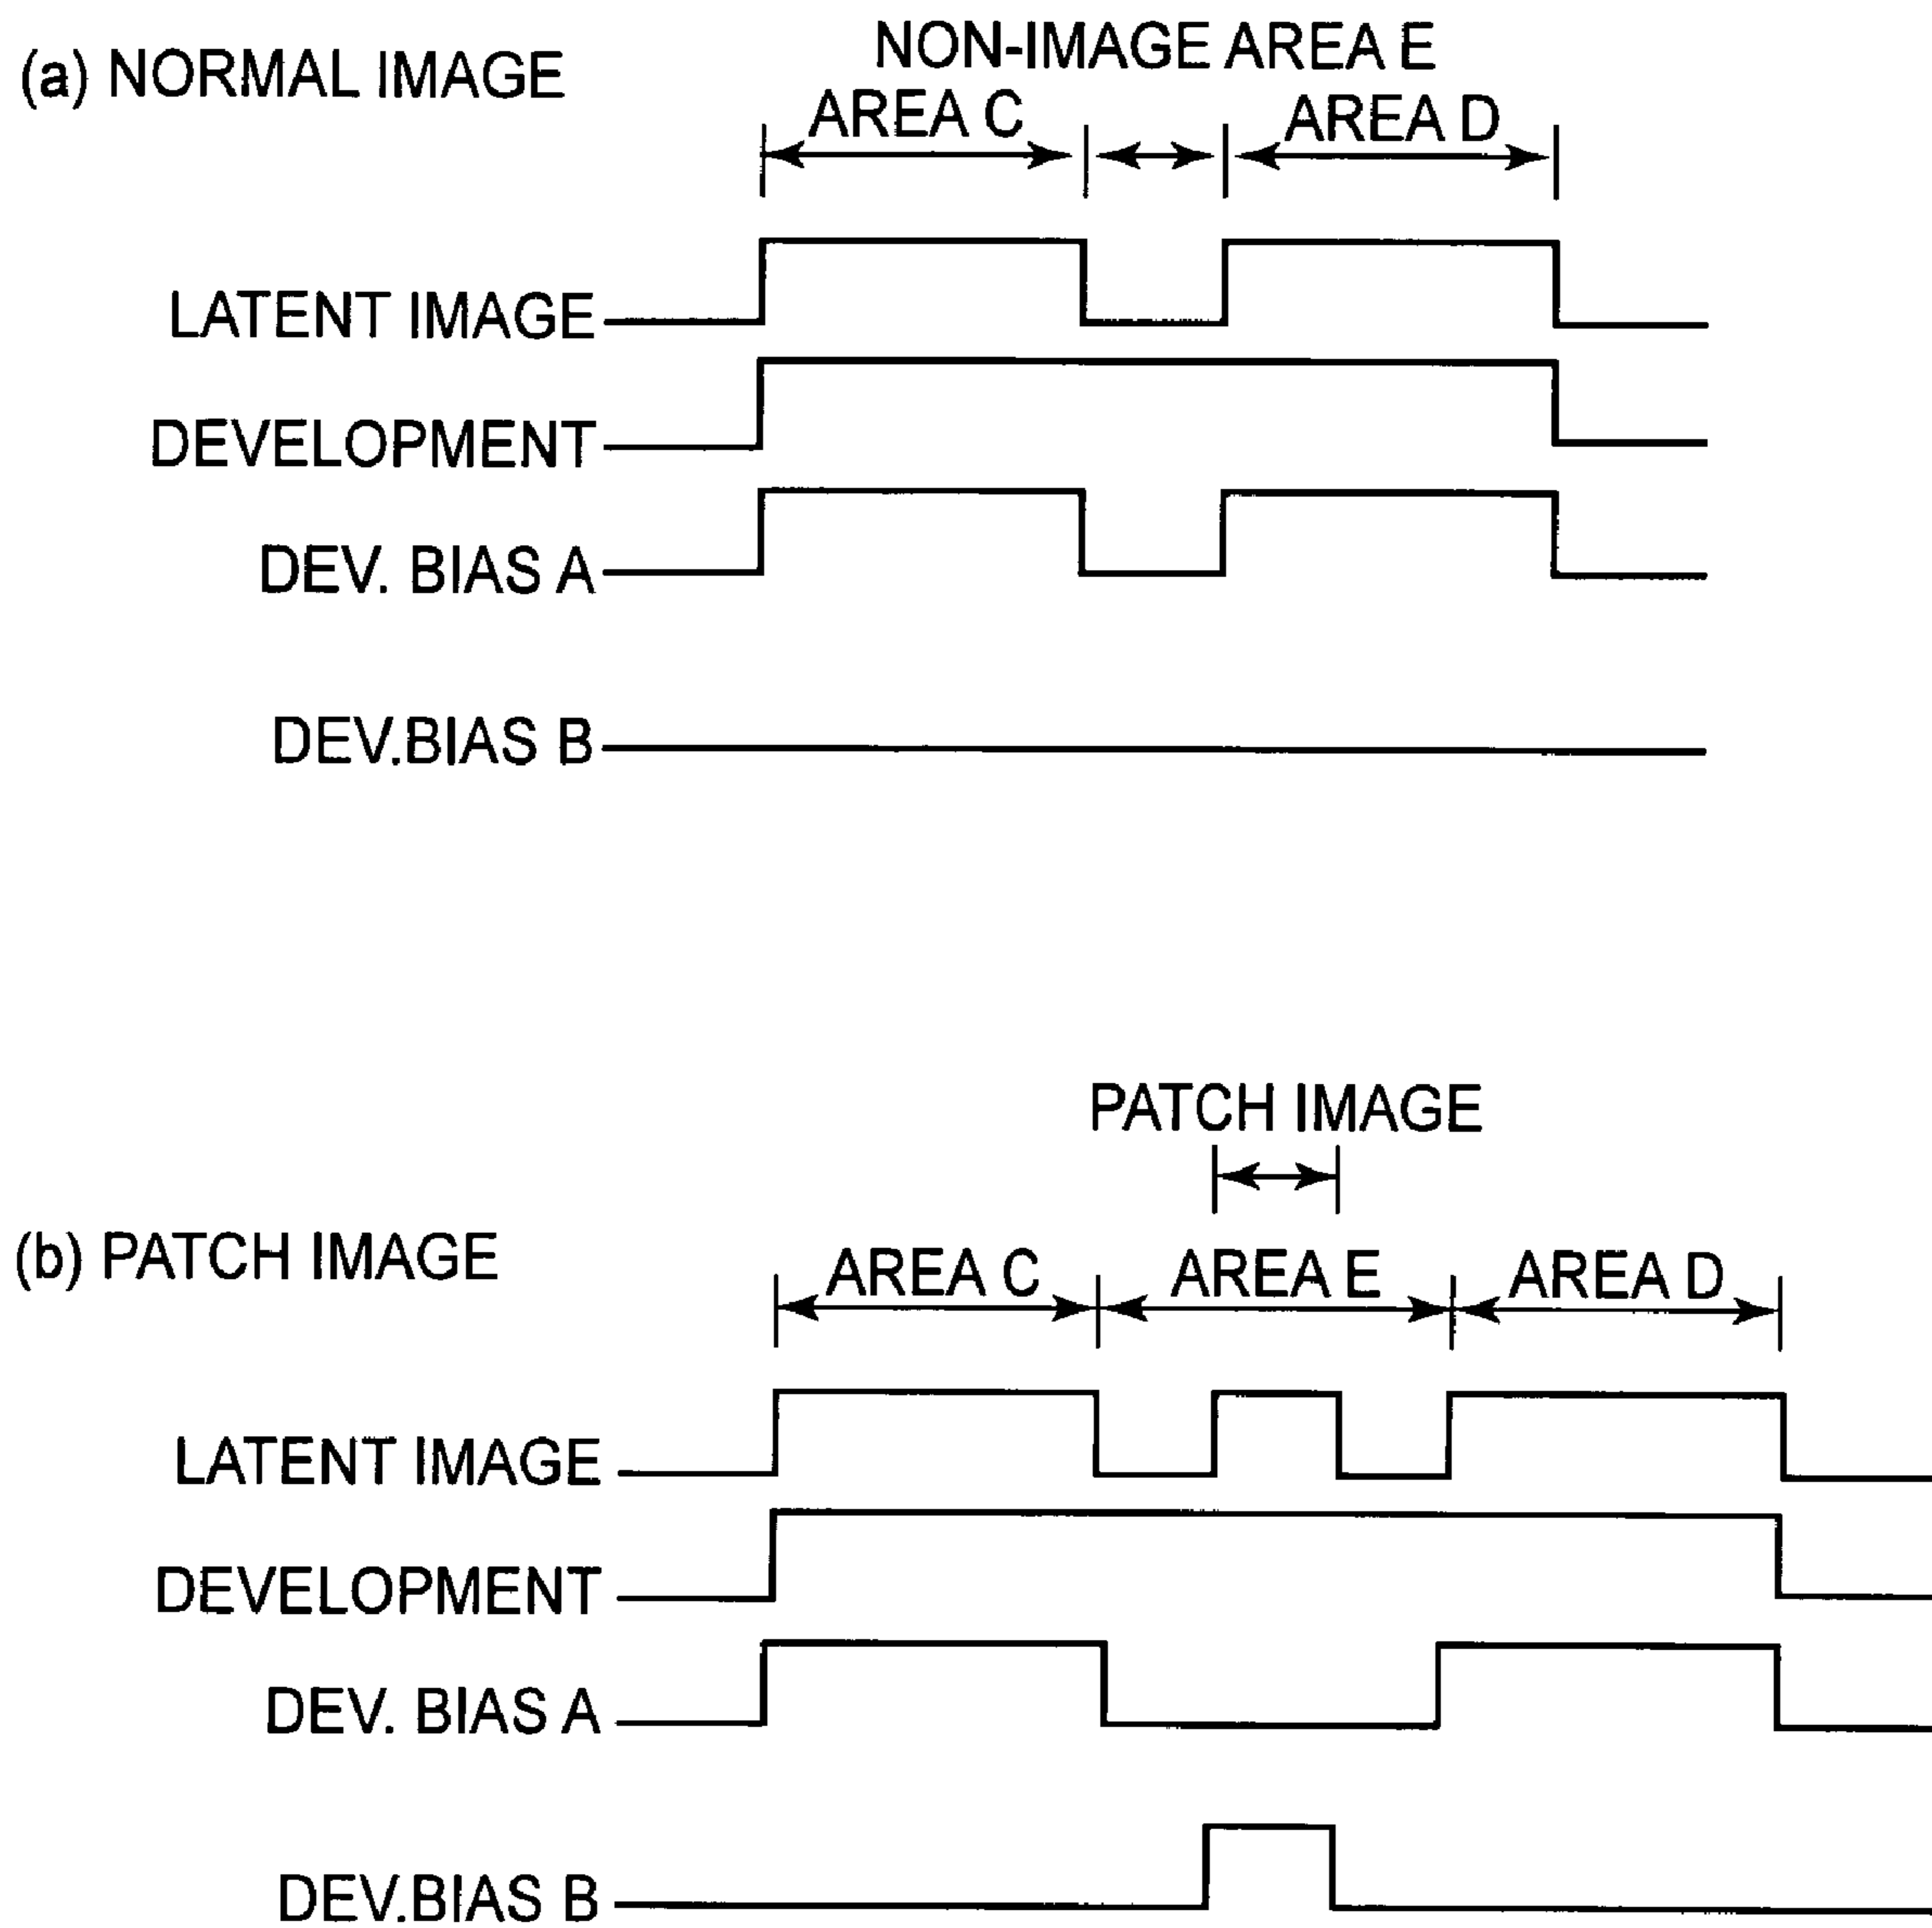 (a) NORMAL IMAGE
NON-IMAGE AREA E
AREA C
AREA D
LATENT IMAGE
DEVELOPMENT
DEV. BIAS A
DEV.BIAS B
PATCH IMAGE
(b) PATCH IMAGE
AREA C
AREA E
AREA D
LATENT IMAGE
DEVELOPMENT
DEV. BIAS A
DEV.BIAS B